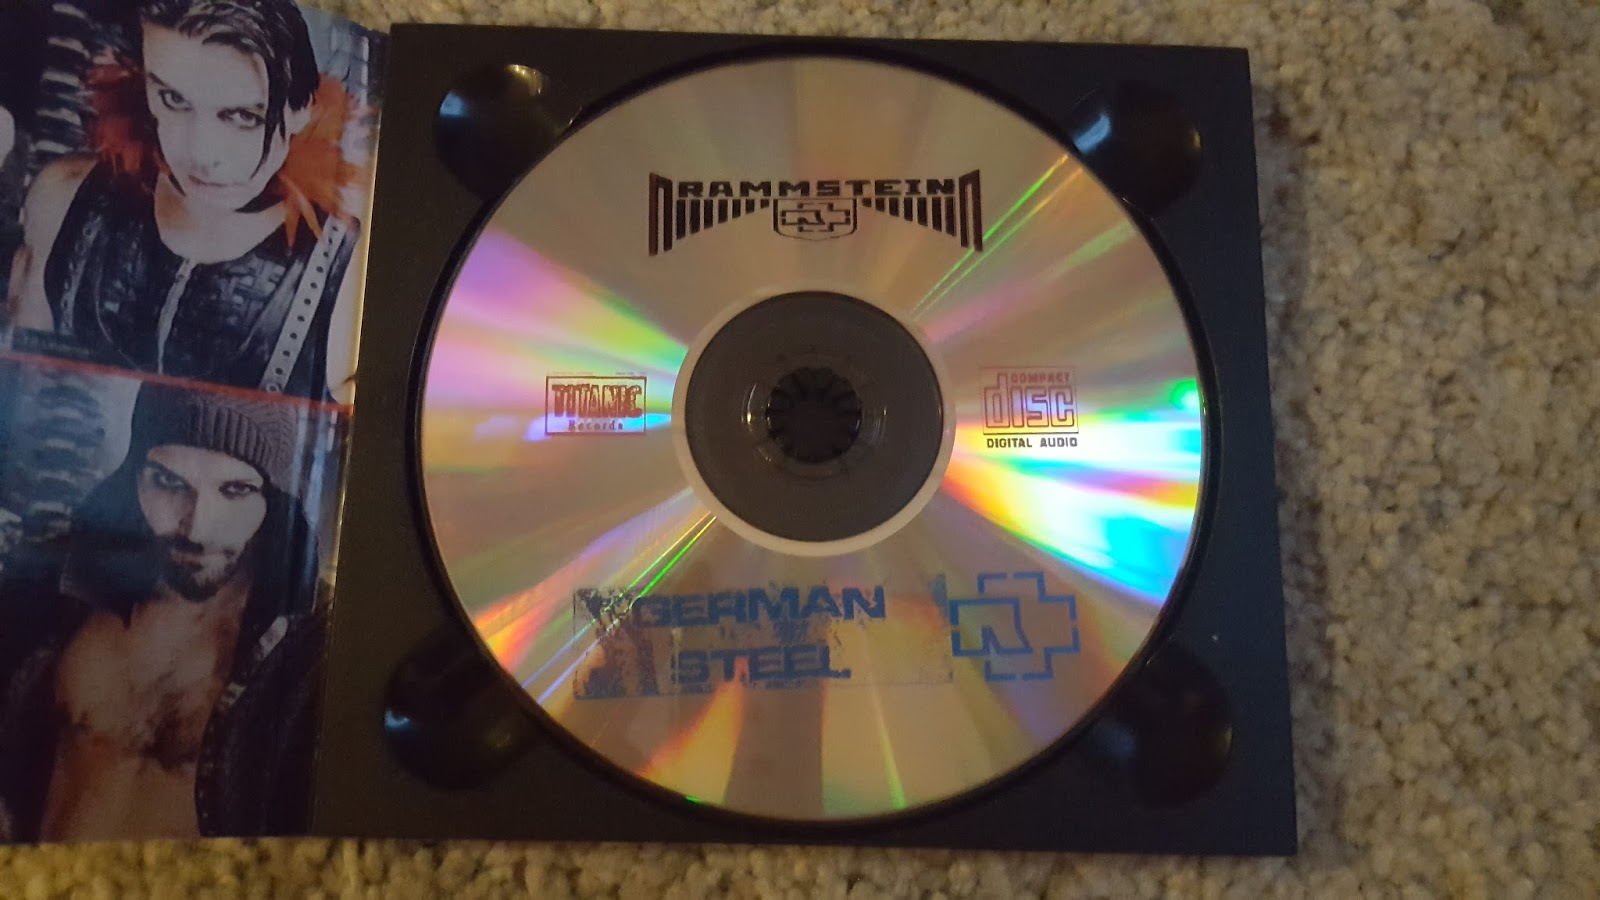 RAMMSTEIN
TITANIC
Records
COMPACT
disc
DIGITAL AUDIO
GERMAN
STEEL